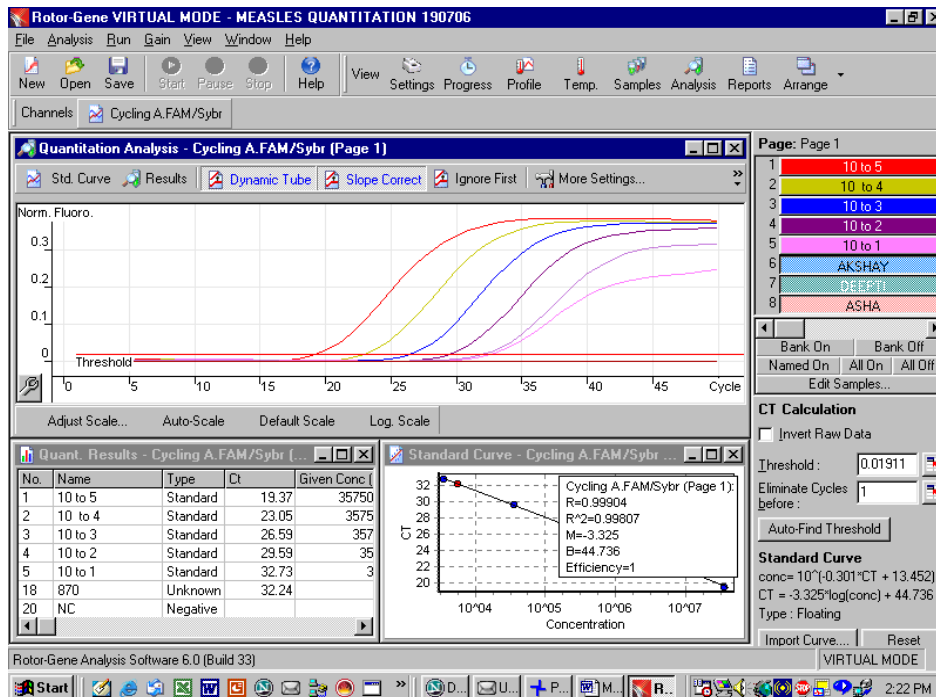 Rotor-Gene VIRTUAL MODE - MEASLES QUANTITATION 190706
File Analysis Run Gain View Window Help
New Open Save Start Pause Stop Help View Settings Progress Profile Temp. Samples Analysis Reports Arrange
Channels Cycling A.FAM/Sybr
Quantitation Analysis - Cycling A.FAM/Sybr (Page 1)
Std. Curve Results Dynamic Tube Slope Correct Ignore First More Settings...
Norm. Fluoro.
0.3
0.2
0.1
0
Threshold
0 5 10 15 20 25 30 35 40 45 Cycle
Adjust Scale... Auto-Scale Default Scale Log. Scale
Quant. Results - Cycling A.FAM/Sybr (...
No. Name Type Ct Given Conc (
1 10 to 5 Standard 19.37 35750
2 10 to 4 Standard 23.05 3575
3 10 to 3 Standard 26.59 357
4 10 to 2 Standard 29.59 35
5 10 to 1 Standard 32.73 3
18 870 Unknown 32.24
20 NC Negative
Standard Curve - Cycling A.FAM/Sybr ...
CT
32
30
28
26
24
22
20
10^04 10^05 10^06 10^07
Concentration
Cycling A.FAM/Sybr (Page 1):
R=0.99904
R^2=0.99807
M=-3.325
B=44.736
Efficiency=1
Page: Page 1
1 10 to 5
2 10 to 4
3 10 to 3
4 10 to 2
5 10 to 1
6 AKSHAY
7 DEEPTI
8 ASHA
Bank On Bank Off
Named On All On All Off
Edit Samples...
CT Calculation
Invert Raw Data
Threshold : 0.01911
Eliminate Cycles before : 1
Auto-Find Threshold
Standard Curve
conc= 10^(-0.301*CT + 13.452)
CT = -3.325*log(conc) + 44.736
Type : Floating
Import Curve.... Reset
Rotor-Gene Analysis Software 6.0 (Build 33) VIRTUAL MODE
Start D... U... P... M... R.. 2:22 PM